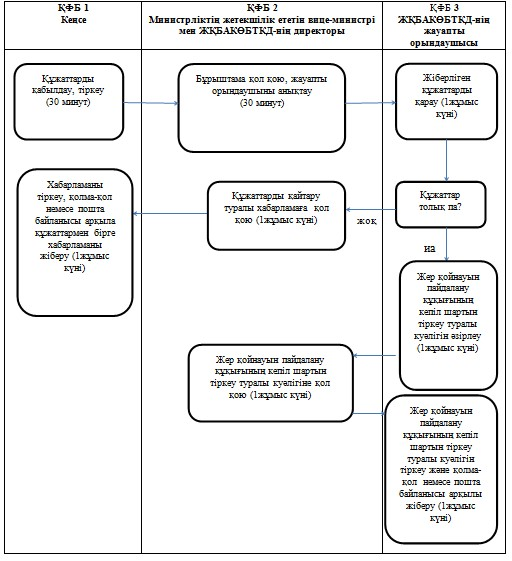 ҚФБ 1
Кеңсе
ҚФБ 2
Министрліктің жетекшілік ететін вице-министрі
мен ЖҚБАКӨБТҚД-нің директоры
ҚФБ 3
ЖҚБАКӨБТҚД-нің
жауапты
орындаушысы
Құжаттарды
қабылдау, тіркеу
(30 минут)
Бұрыштама қол қою, жауапты
орындаушыны анықтау
(30 минут)
Жіберліген
құжаттарды
қарау (1жұмыс
күні)
Хабарламаны
тіркеу, қолма-қол
немесе пошта
байланысы арқыла
құжаттармен бірге
хабарламаны
жіберу (1жұмыс
күні)
Құжаттарды қайтару
туралы хабарламаға қол
қою (1жұмыс күні)
жоқ
Құжаттар
толық па?
иа
Жер қойнауын
пайдалану
құқығының
кепіл шартын
тіркеу туралы
куәлігін әзірлеу
(1жұмыс күні)
Жер қойнауын пайдалану
құқығының кепіл шартын
тіркеу туралы куәлігіне қол
қою (1жұмыс күні)
Жер қойнауын
пайдалану
құқығының кепіл
шартын тіркеу
туралы куәлігін
тіркеу және қолма-
қол немесе пошта
байланысы арқылы
жіберу (1жұмыс
күні)